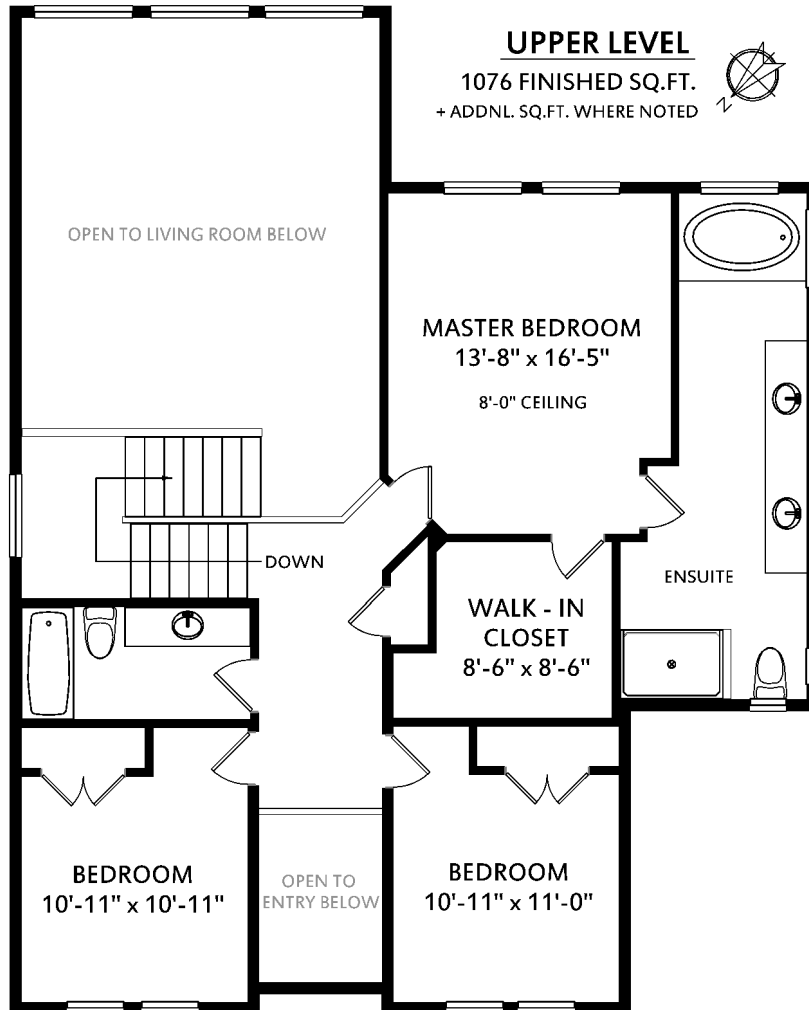 UPPER LEVEL
1076 FINISHED SQ.FT.
+ ADDNL. SQ.FT. WHERE NOTED
N
OPEN TO LIVING ROOM BELOW
MASTER BEDROOM
13'-8" x 16'-5"
8'-0" CEILING
DOWN
ENSUITE
WALK - IN
CLOSET
8'-6" x 8'-6"
BEDROOM
10'-11" x 10'-11"
OPEN TO
ENTRY BELOW
BEDROOM
10'-11" x 11'-0"